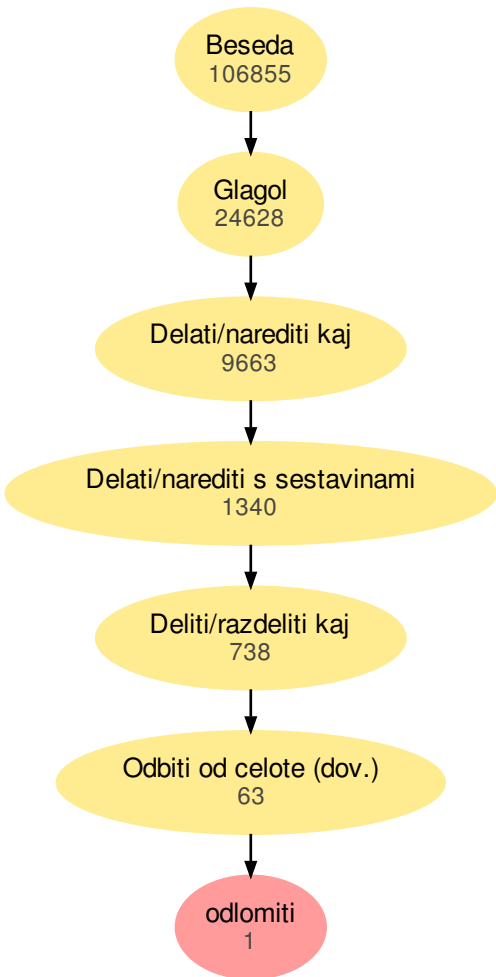 Beseda
106855
Glagol
24628
Delati/narediti kaj
9663
Delati/narediti s sestavinami
1340
Deliti/razdeliti kaj
738
Odbiti od celote (dov.)
63
odlomiti
1